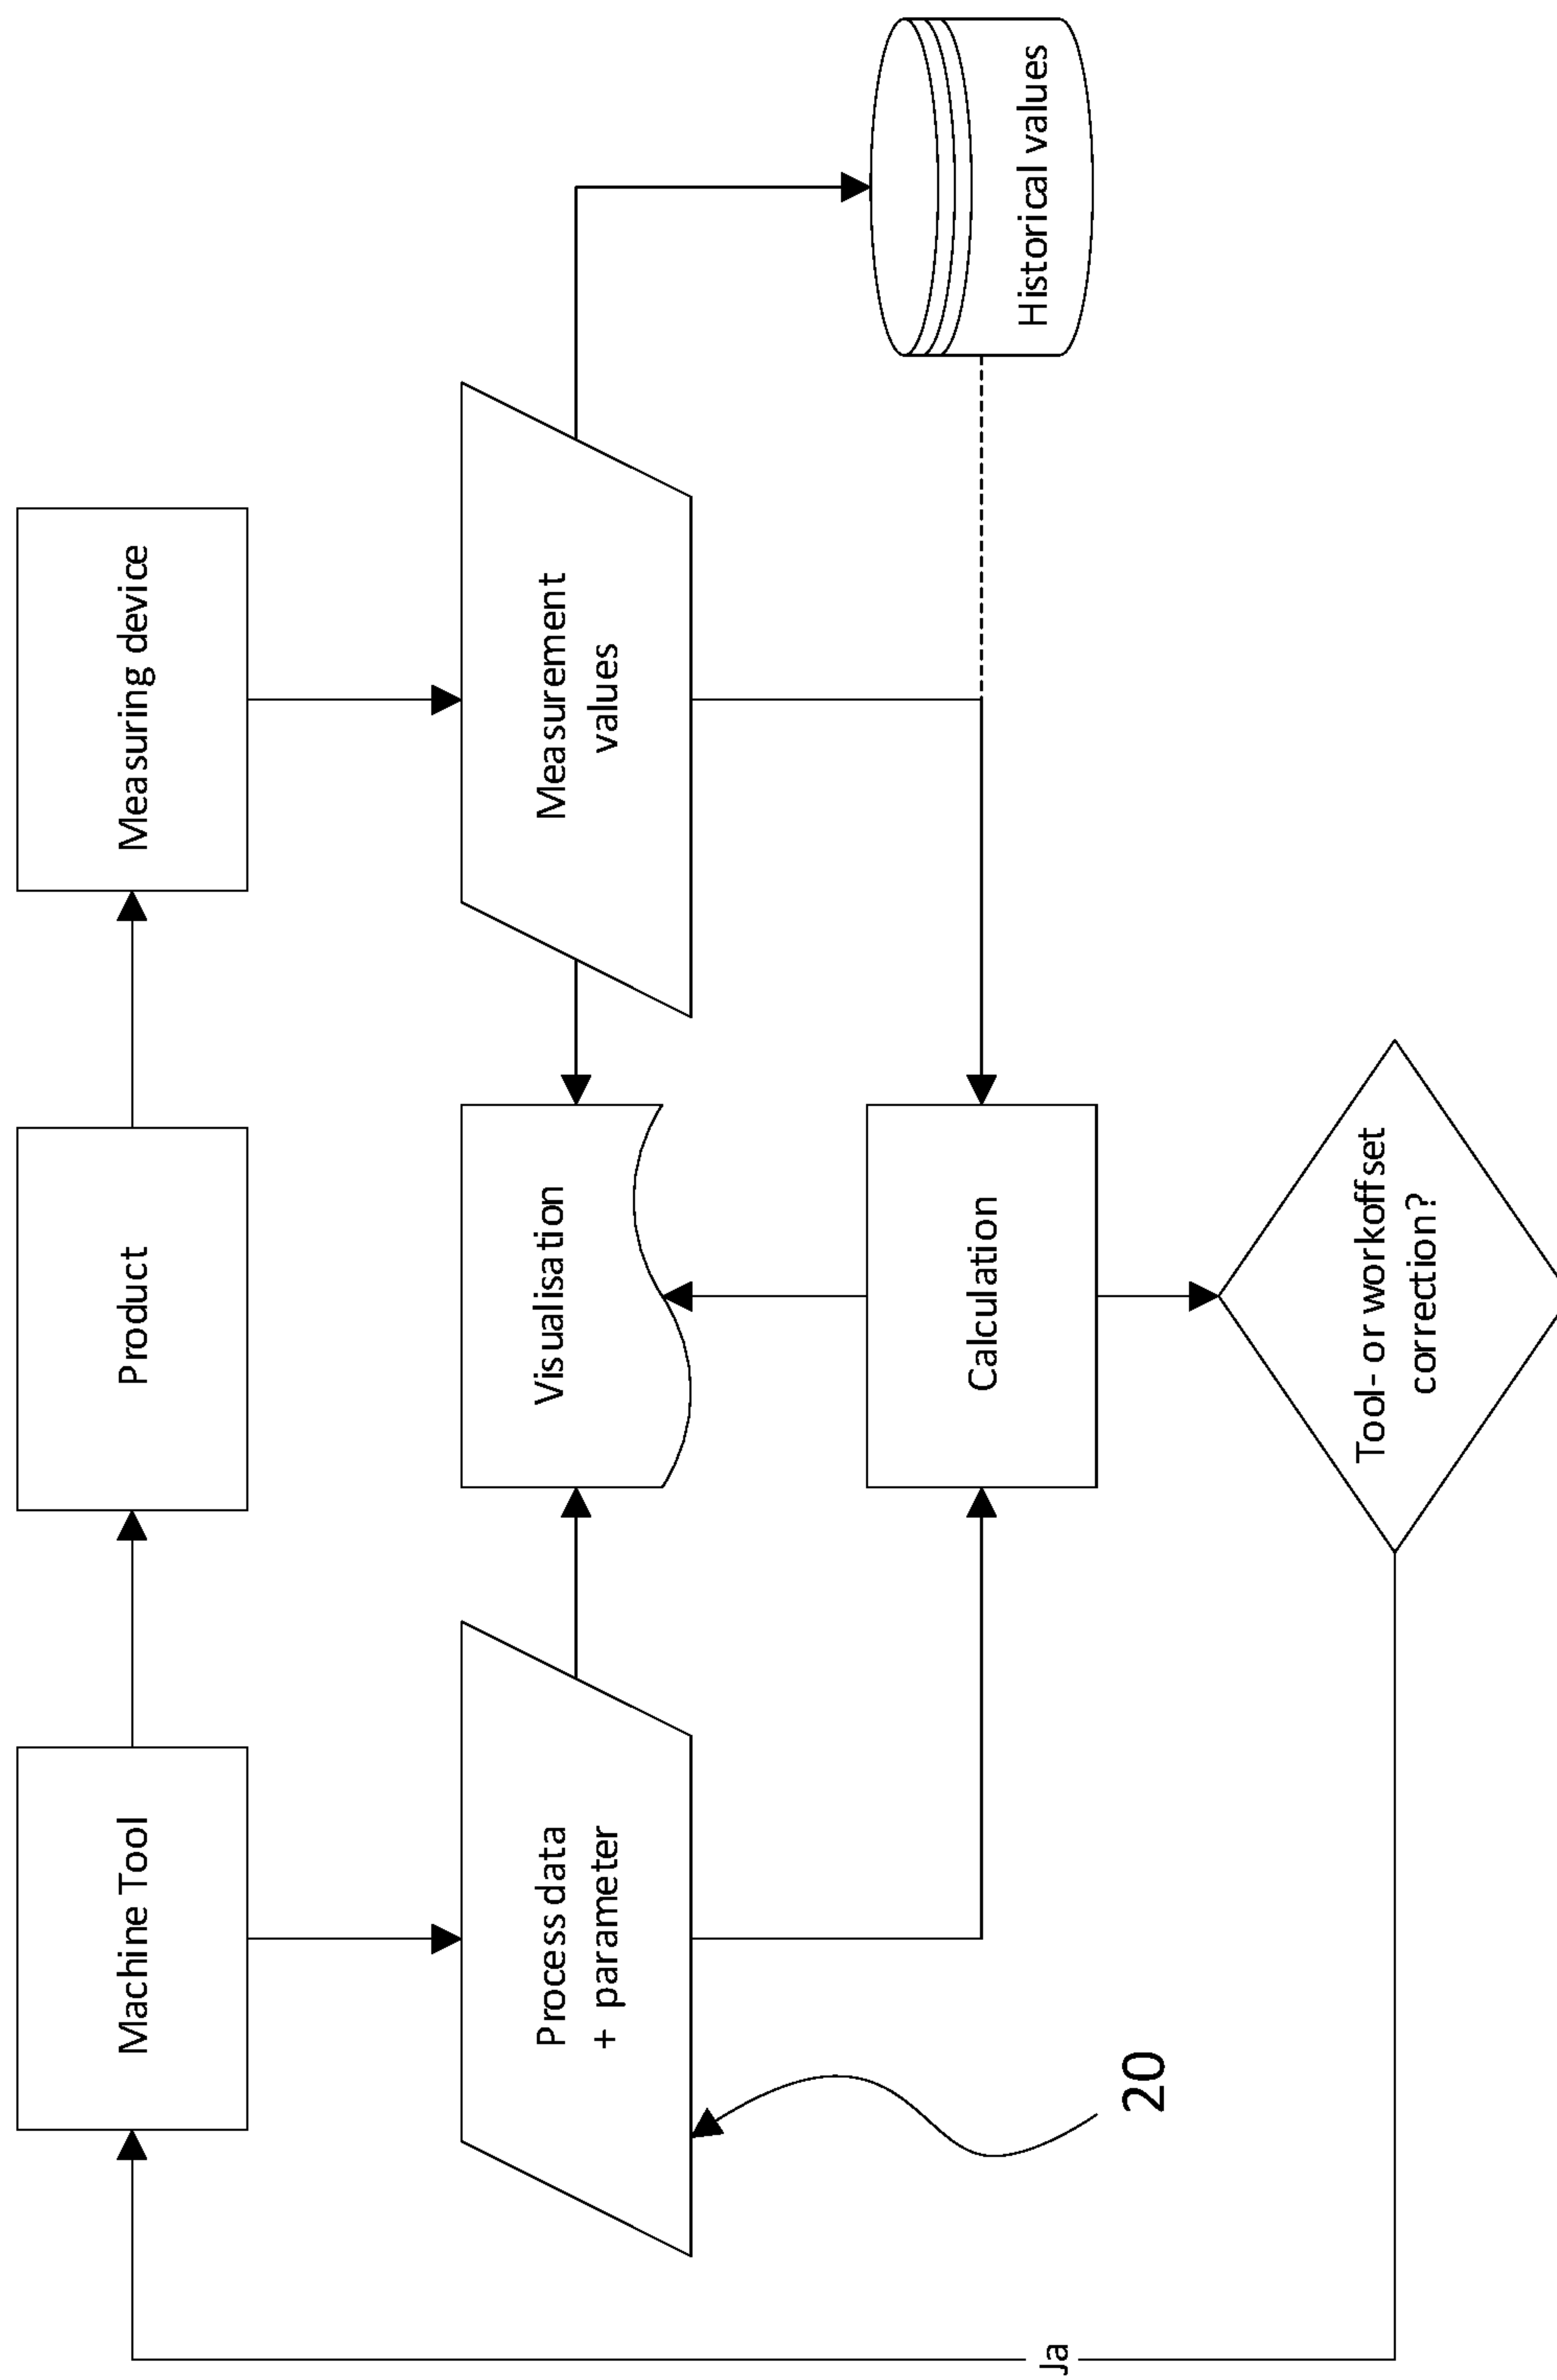 Machine Tool
Product
Measuring device
Process data
+ parameter
Visualisation
Measurement
values
Calculation
Historical values
Tool- or workoffset
correction?
Ja
20